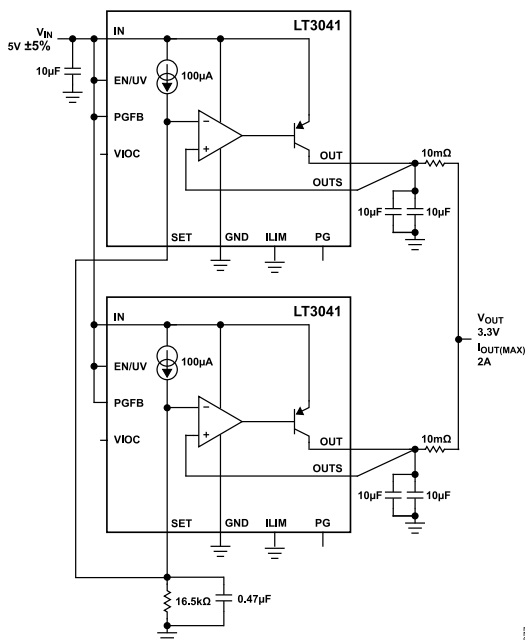 LT3041
VIN
5V ±5%
IN
10µF
100µA
EN/UV
PGFB
VIOC
−
+
OUT
10mΩ
OUTS
10µF
10µF
SET
GND
ILIM
PG
LT3041
IN
100µA
EN/UV
PGFB
VIOC
−
+
OUT
10mΩ
OUTS
10µF
10µF
SET
GND
ILIM
PG
VOUT
3.3V
IOUT(MAX)
2A
16.5kΩ
0.47µF